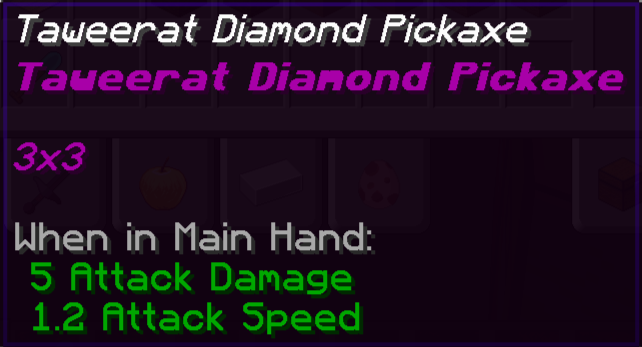 Taweerat Diamond Pickaxe
Taweerat Diamond Pickaxe
3x3
When in Main Hand:
5 Attack Damage
1.2 Attack Speed